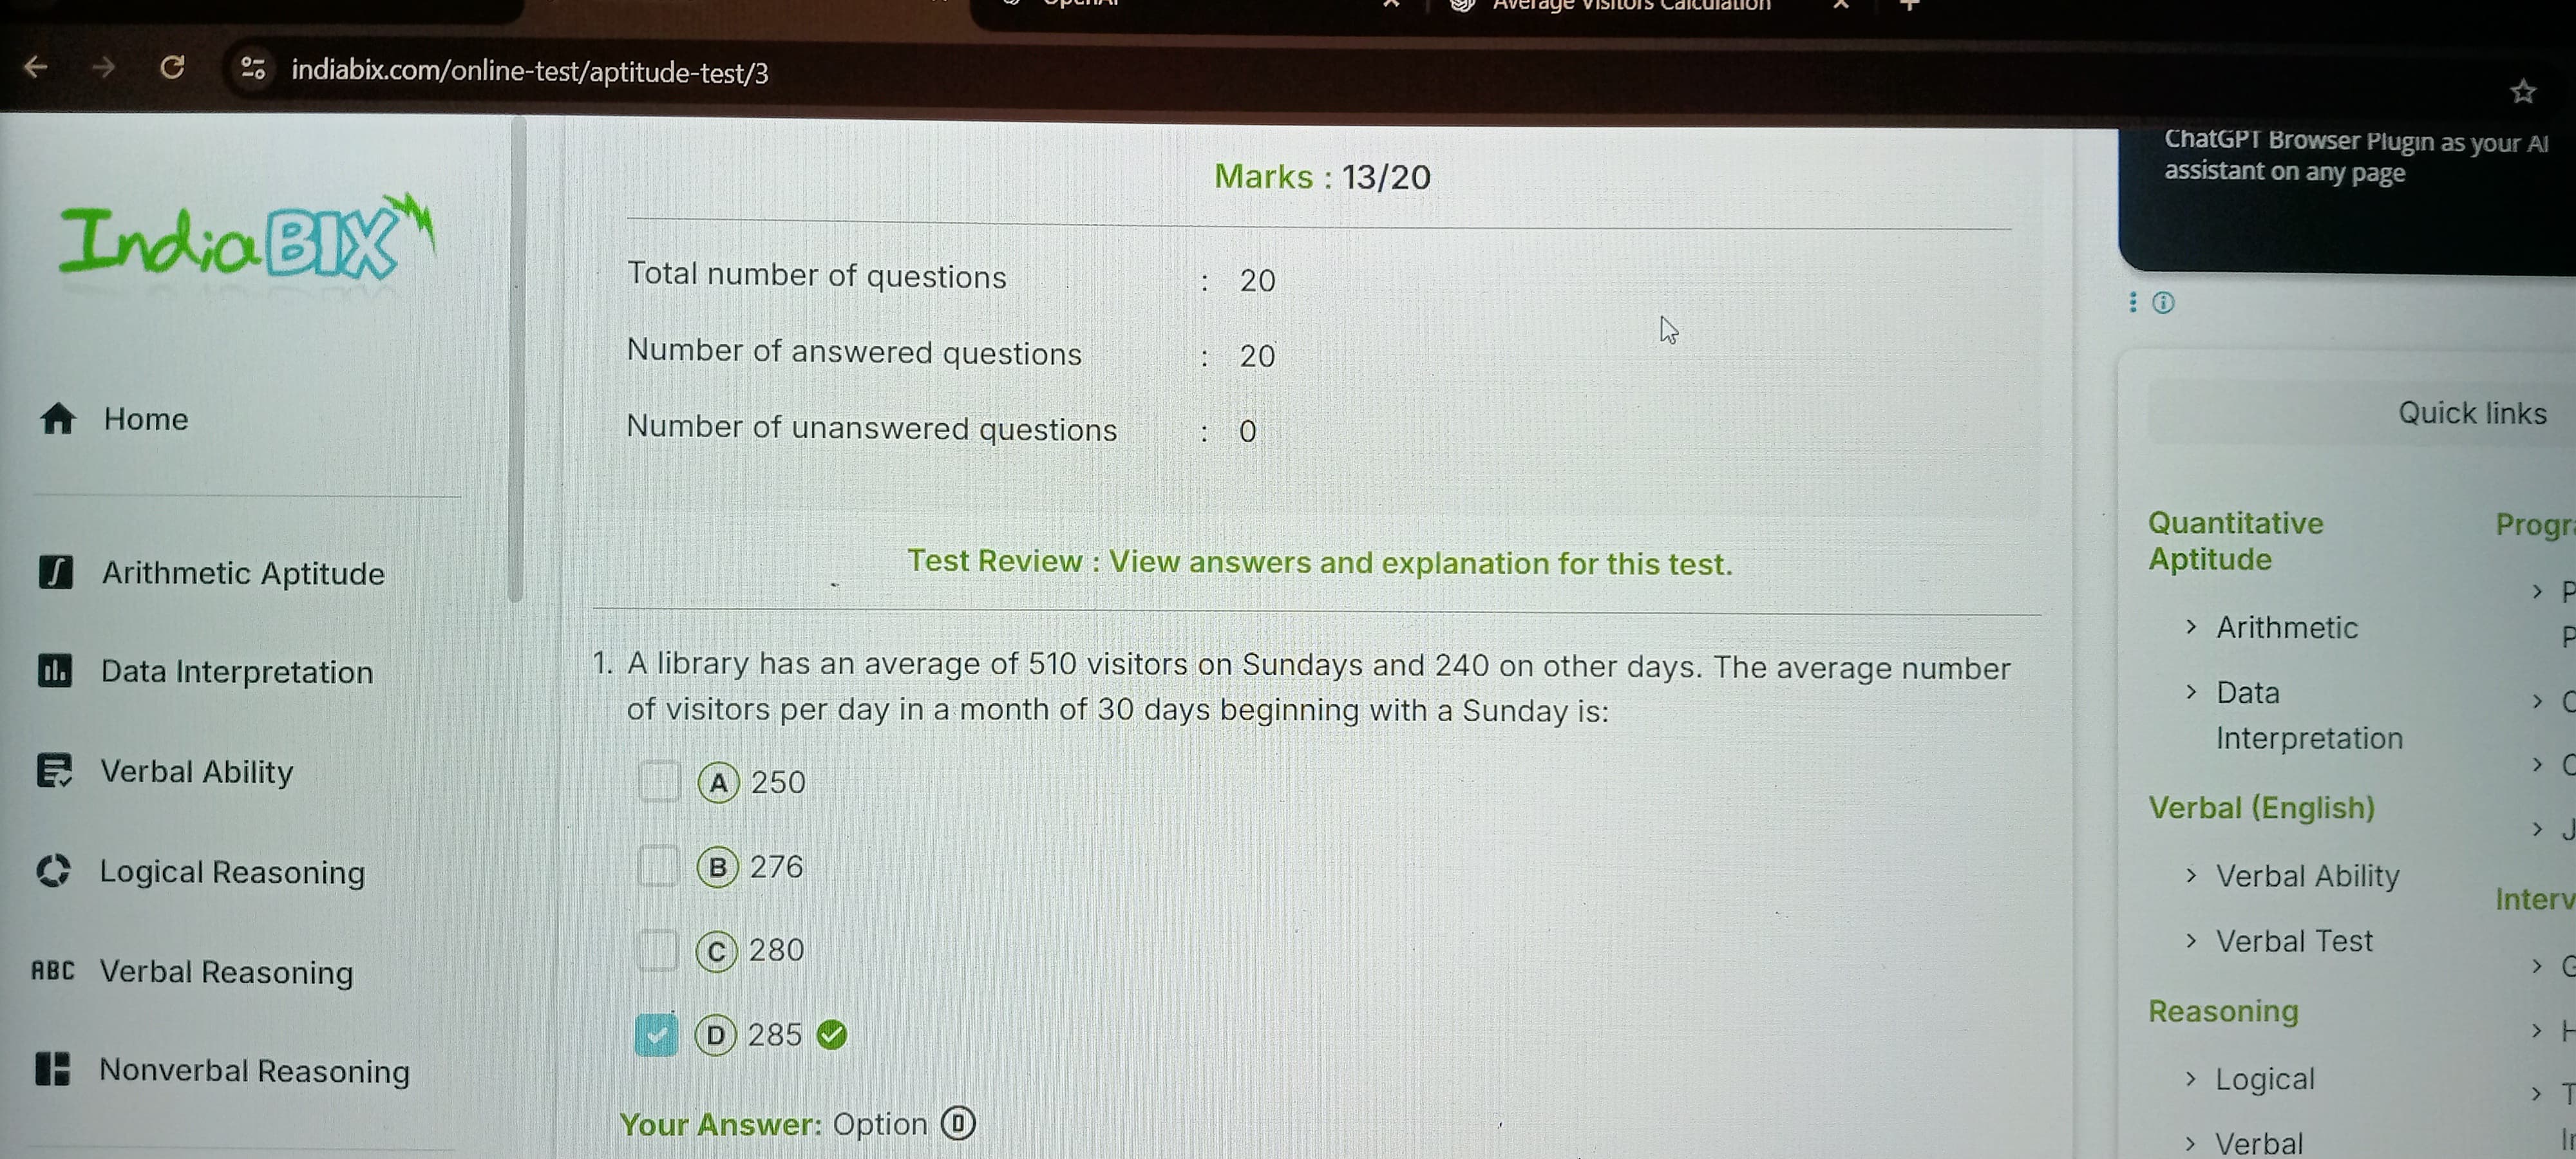 Average Visitors Calculation
indiabix.com/online-test/aptitude-test/3
ChatGPT Browser Plugin as your AI
assistant on any page
IndiaBIX
Marks : 13/20
Total number of questions : 20
Number of answered questions : 20
Number of unanswered questions : 0
Test Review : View answers and explanation for this test.
1. A library has an average of 510 visitors on Sundays and 240 on other days. The average number
of visitors per day in a month of 30 days beginning with a Sunday is:
A 250
B 276
C 280
D 285
Your Answer: Option D
Home
Arithmetic Aptitude
Data Interpretation
Verbal Ability
Logical Reasoning
ABC Verbal Reasoning
Nonverbal Reasoning
Quick links
Quantitative
Aptitude
Arithmetic
Data
Interpretation
Verbal (English)
Verbal Ability
Verbal Test
Reasoning
Logical
Verbal